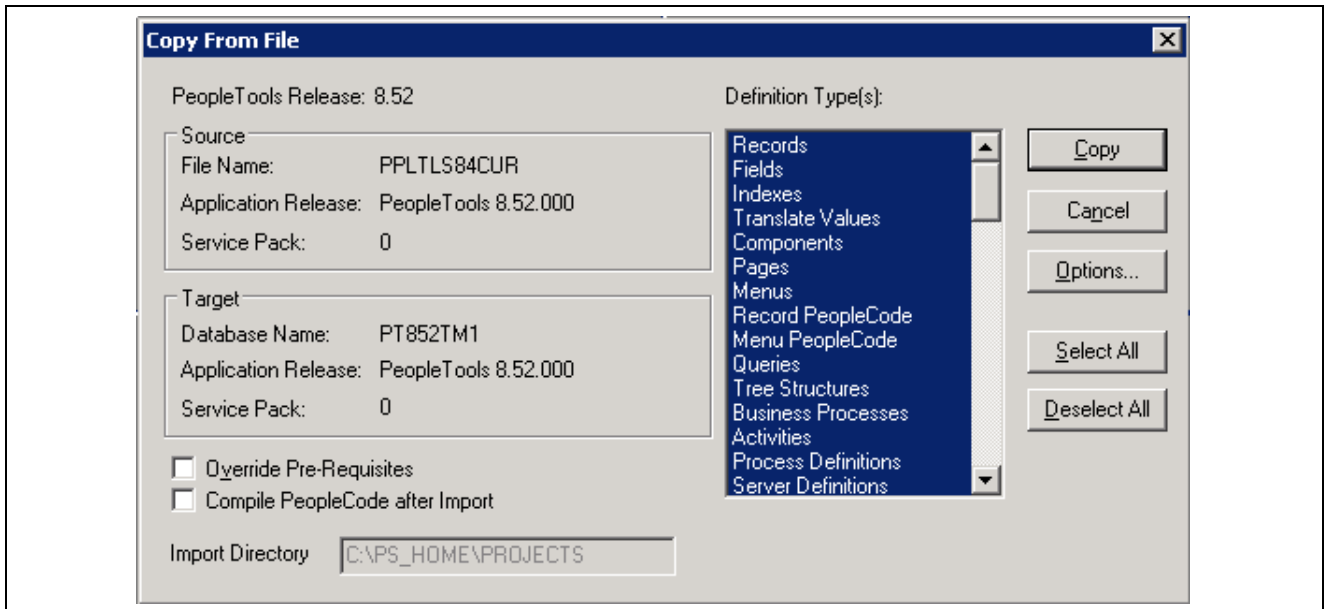 Copy From File
PeopleTools Release: 8.52
Source
File Name: PPLTLS84CUR
Application Release: PeopleTools 8.52.000
Service Pack: 0
Target
Database Name: PT852TM1
Application Release: PeopleTools 8.52.000
Service Pack: 0
Override Pre-Requisites
Compile PeopleCode after Import
Import Directory C:\PS_HOME\PROJECTS
Definition Type(s):
Records
Fields
Indexes
Translate Values
Components
Pages
Menus
Record PeopleCode
Menu PeopleCode
Queries
Tree Structures
Business Processes
Activities
Process Definitions
Server Definitions
Copy
Cancel
Options...
Select All
Deselect All